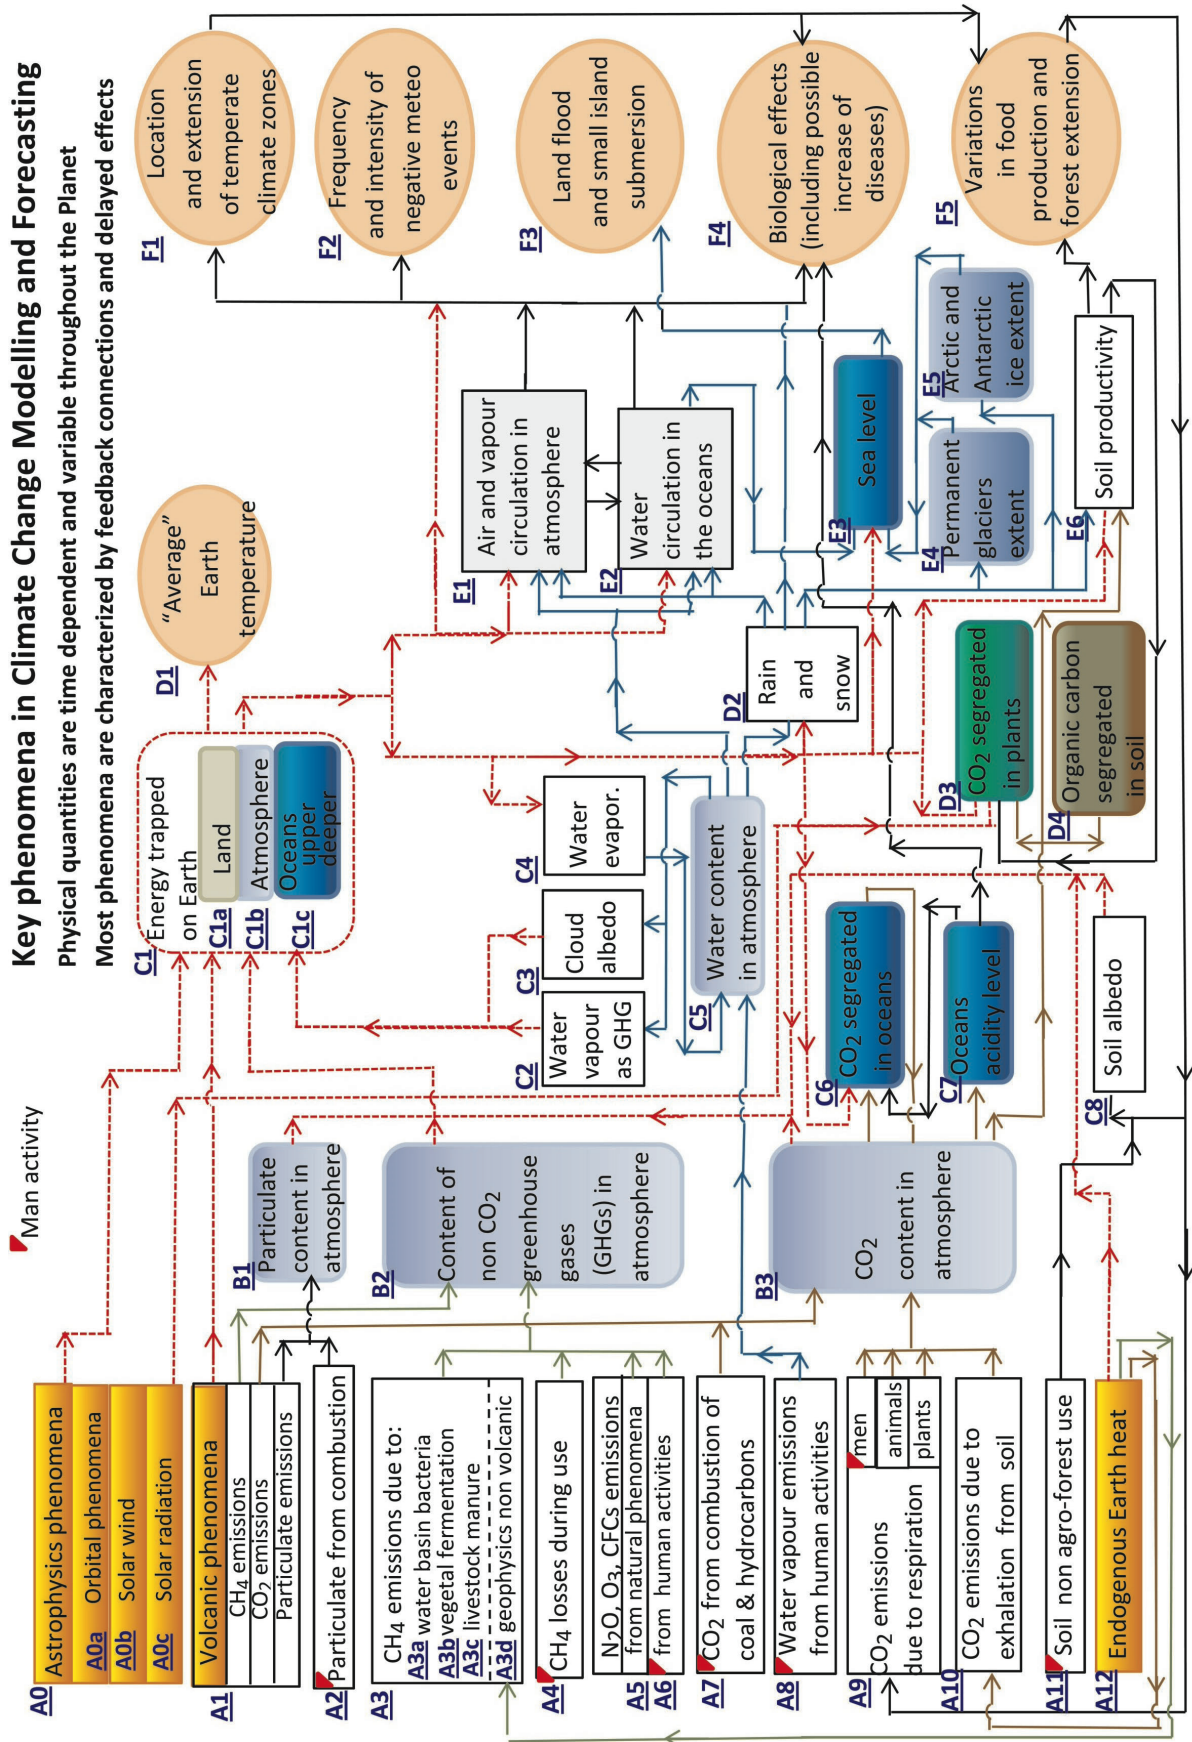 Key phenomena in Climate Change Modelling and Forecasting
Physical quantities are time dependent and variable throughout the Planet
Most phenomena are characterized by feedback connections and delayed effects
Man activity
A0
Astrophysics phenomena
A0a Orbital phenomena
A0b Solar wind
A0c Solar radiation
A1
Volcanic phenomena
CH4 emissions
CO2 emissions
Particulate emissions
A2
Particulate from combustion
A3
CH4 emissions due to:
A3a water basin bacteria
A3b vegetal fermentation
A3c livestock manure
A3d geophysics non volcanic
A4
CH4 losses during use
N2O, O3, CFCs emissions
A5
from natural phenomena
A6
from human activities
A7
CO2 from combustion of
coal & hydrocarbons
A8
Water vapour emissions
from human activities
A9
CO2 emissions
due to respiration
men
animals
plants
A10
CO2 emissions due to
exhalation from soil
A11
Soil non agro-forest use
A12
Endogenous Earth heat
B1
Particulate
content in
atmosphere
B2
Content of
non CO2
greenhouse
gases
(GHGs) in
atmosphere
B3
CO2
content in
atmosphere
C1
Energy trapped
on Earth
C1a
Land
C1b
Atmosphere
C1c
Oceans
upper
deeper
C2
Water
vapour
as GHG
C3
Cloud
albedo
C4
Water
evapor.
C5
Water content
in atmosphere
C6
CO2 segregated
in oceans
C7
Oceans
acidity level
C8
Soil albedo
D1
“Average”
Earth
temperature
D2
Rain
and
snow
D3
CO2 segregated
in plants
D4
Organic carbon
segregated
in soil
E1
Air and vapour
circulation in
atmosphere
E2
Water
circulation in
the oceans
E3
Sea level
E4
Permanent
glaciers
extent
E5
Arctic and
Antarctic
ice extent
E6
Soil productivity
F1
Location
and extension
of temperate
climate zones
F2
Frequency
and intensity of
negative meteo
events
F3
Land flood
and small island
submersion
F4
Biological effects
(including possible
increase of
diseases)
F5
Variations
in food
production and
forest extension